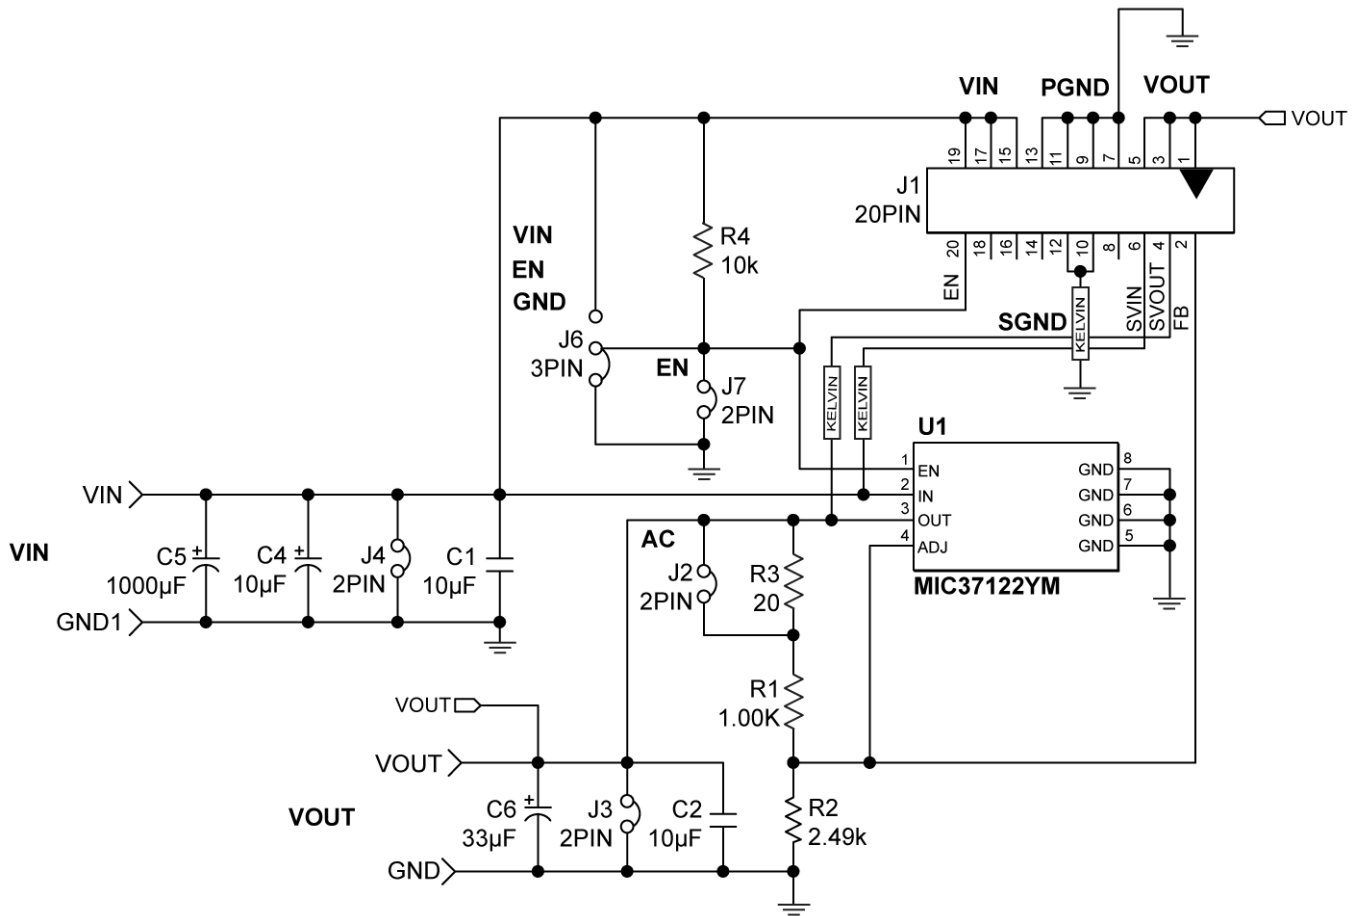 VIN
PGND
VOUT
VOUT
19
17
15
13
11
9
7
5
3
1
J1
20PIN
20
18
16
14
12
10
8
6
4
2
EN
SVIN
SVOUT
FB
SGND
KELVIN
R4
10k
VIN
EN
GND
J6
3PIN
EN
J7
2PIN
KELVIN
KELVIN
U1
1
EN
2
IN
3
OUT
4
ADJ
GND
8
GND
7
GND
6
GND
5
MIC37122YM
VIN
VIN
C5
1000µF
+
C4
10µF
+
J4
2PIN
C1
10µF
GND1
AC
J2
2PIN
R3
20
R1
1.00K
VOUT
VOUT
VOUT
C6
33µF
+
J3
2PIN
C2
10µF
R2
2.49k
GND